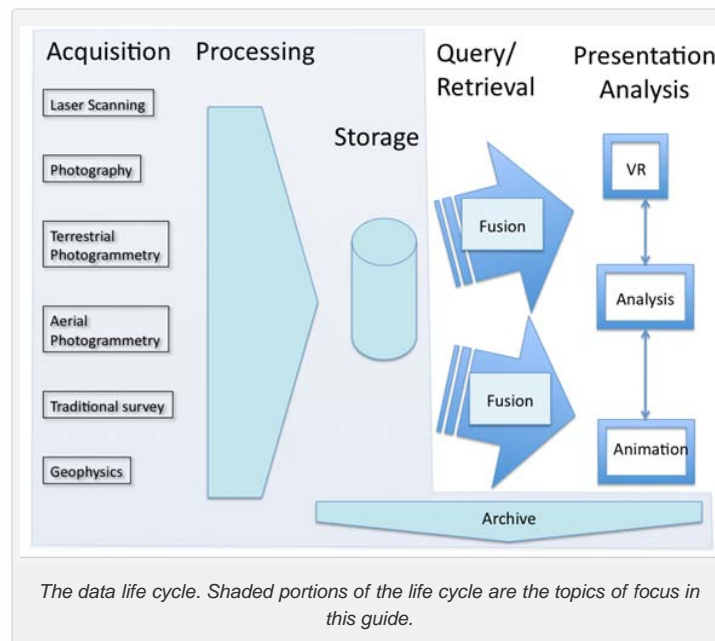 Acquisition
Processing
Storage
Query/
Retrieval
Presentation
Analysis
Laser Scanning
Photography
Terrestrial
Photogrammetry
Aerial
Photogrammetry
Traditional survey
Geophysics
Fusion
Fusion
VR
Analysis
Animation
Archive
The data life cycle. Shaded portions of the life cycle are the topics of focus in
this guide.